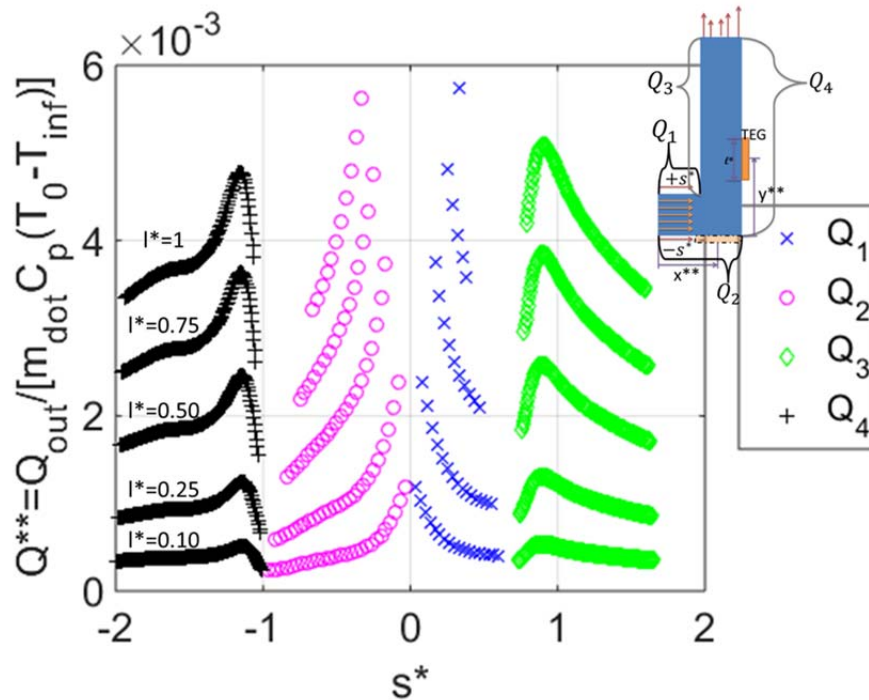 × 10⁻³
6
4
2
0
-2
-1
0
1
2
Q**=Q_out/[m_dot C_p(T_0-T_inf)]
s*
l*=1
l*=0.75
l*=0.50
l*=0.25
l*=0.10
Q_3
Q_4
Q_1
TEG
l*
+s*
y**
-s*
x**
Q_2
× Q_1
Q_2
Q_3
+ Q_4